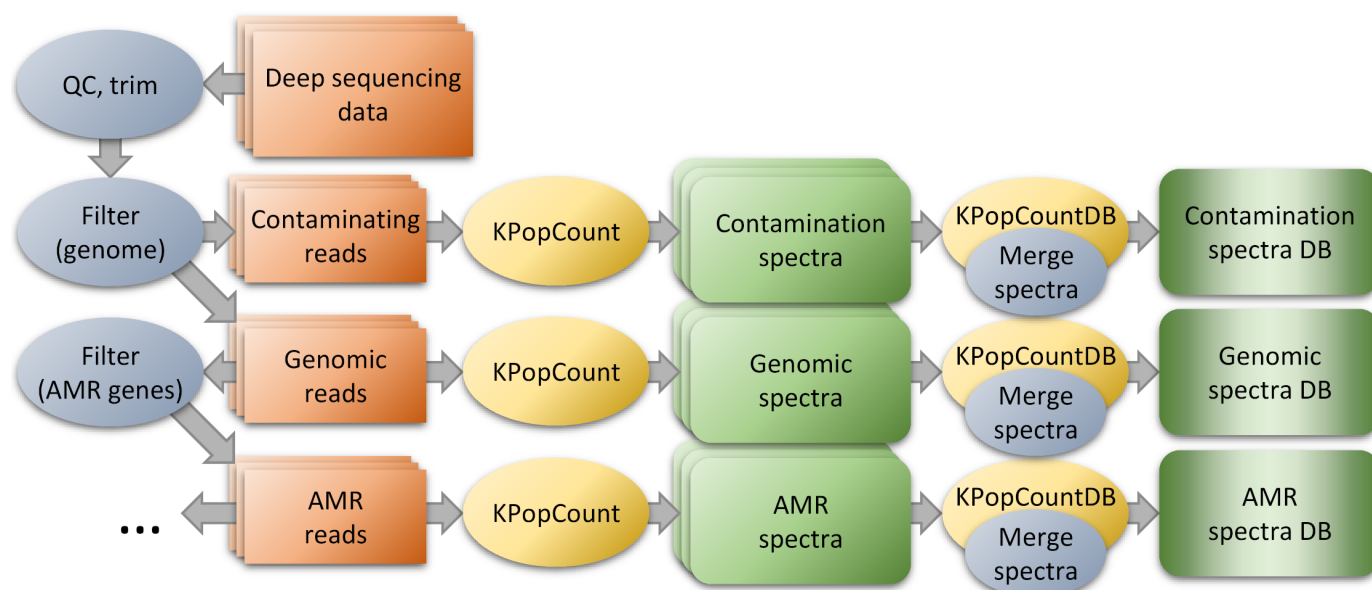 QC, trim
Deep sequencing
data
Filter
(genome)
Contaminating
reads
KPopCount
Contamination
spectra
KPopCountDB
Merge
spectra
Contamination
spectra DB
Filter
(AMR genes)
Genomic
reads
KPopCount
Genomic
spectra
KPopCountDB
Merge
spectra
Genomic
spectra DB
...
AMR
reads
KPopCount
AMR
spectra
KPopCountDB
Merge
spectra
AMR
spectra DB